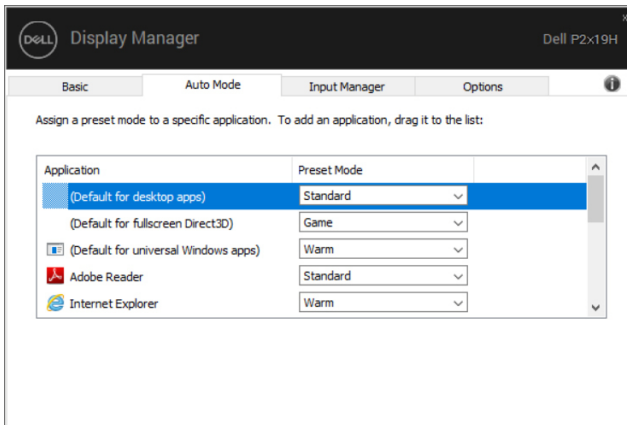 DELL Display Manager
Dell P2x19H
Basic Auto Mode Input Manager Options
Assign a preset mode to a specific application. To add an application, drag it to the list:
Application Preset Mode
(Default for desktop apps) Standard
(Default for fullscreen Direct3D) Game
(Default for universal Windows apps) Warm
Adobe Reader Standard
Internet Explorer Warm